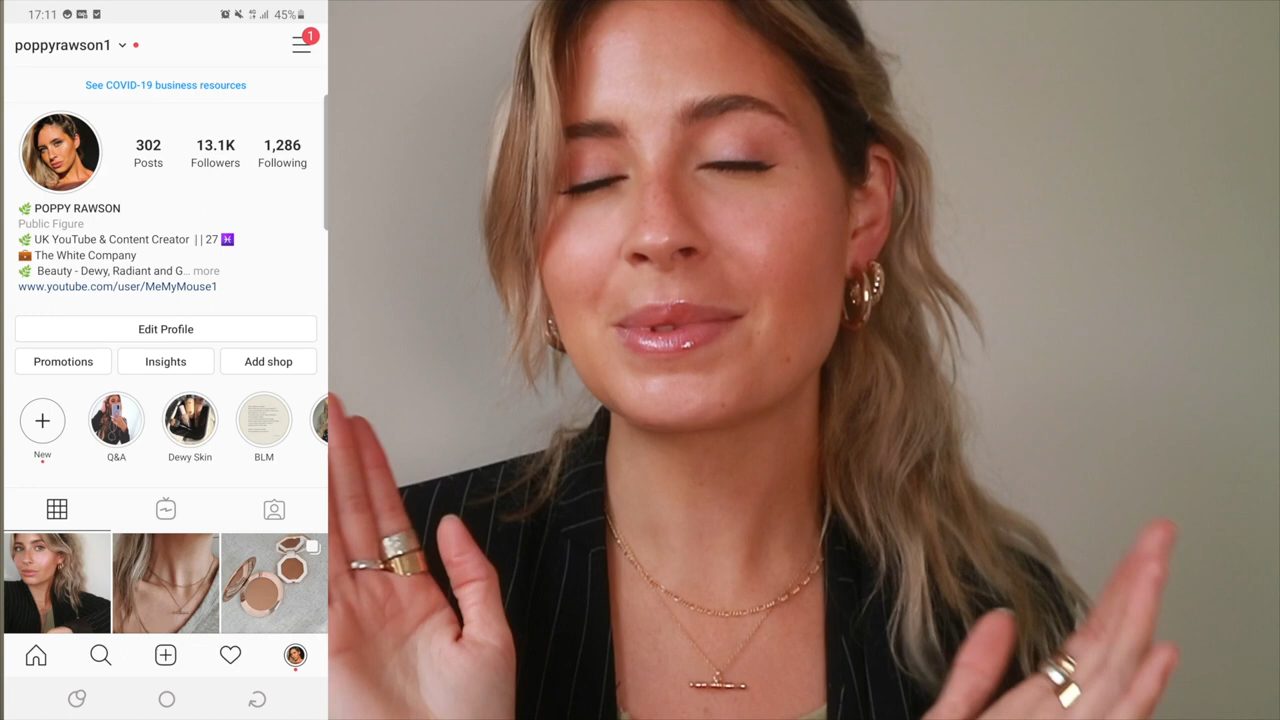 17:11
45%
poppyrawson1
1
See COVID-19 business resources
302 13.1K 1,286
Posts Followers Following
🌿 POPPY RAWSON
Public Figure
🌿 UK YouTube & Content Creator || 27 ♓
💼 The White Company
🌿 Beauty - Dewy, Radiant and G... more
www.youtube.com/user/MeMyMouse1
Edit Profile
Promotions Insights Add shop
New Q&A Dewy Skin BLM